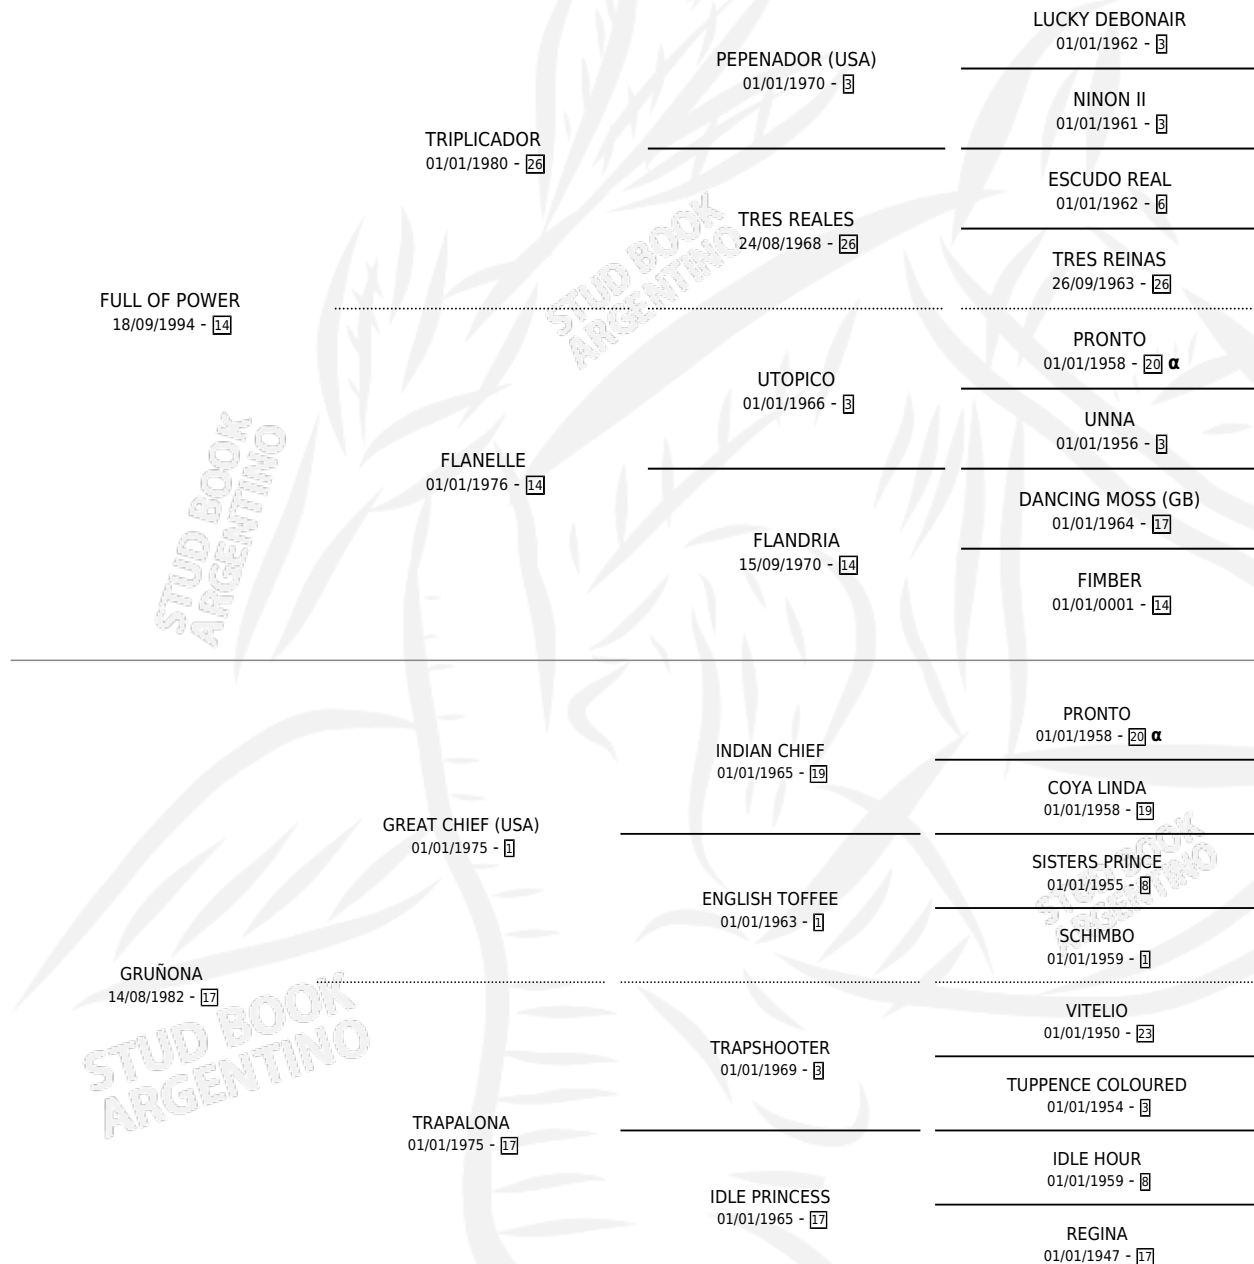 LUCKY DEBONAIR
01/01/1962 - 3
PEPENADOR (USA)
01/01/1970 - 3
NINON II
01/01/1961 - 3
TRIPLICADOR
01/01/1980 - 26
ESCUDO REAL
01/01/1962 - 6
TRES REALES
24/08/1968 - 26
TRES REINAS
26/09/1963 - 26
FULL OF POWER
18/09/1994 - 14
PRONTO
01/01/1958 - 20 α
UTOPICO
01/01/1966 - 3
UNNA
01/01/1956 - 3
FLANELLE
01/01/1976 - 14
DANCING MOSS (GB)
01/01/1964 - 17
FLANDRIA
15/09/1970 - 14
FIMBER
01/01/0001 - 14
STUD BOOK
ARGENTINO
STUD BOOK
ARGENTINO
PRONTO
01/01/1958 - 20 α
INDIAN CHIEF
01/01/1965 - 19
COYA LINDA
01/01/1958 - 19
GREAT CHIEF (USA)
01/01/1975 - 1
SISTERS PRINCE
01/01/1955 - 8
ENGLISH TOFFEE
01/01/1963 - 1
SCHIMBO
01/01/1959 - 1
GRUÑONA
14/08/1982 - 17
VITELIO
01/01/1950 - 23
TRAPSHOOTER
01/01/1969 - 3
TUPPENCE COLOURED
01/01/1954 - 3
TRAPALONA
01/01/1975 - 17
IDLE HOUR
01/01/1959 - 8
IDLE PRINCESS
01/01/1965 - 17
REGINA
01/01/1947 - 17
STUD BOOK
ARGENTINO
STUD BOOK
ARGENTINO